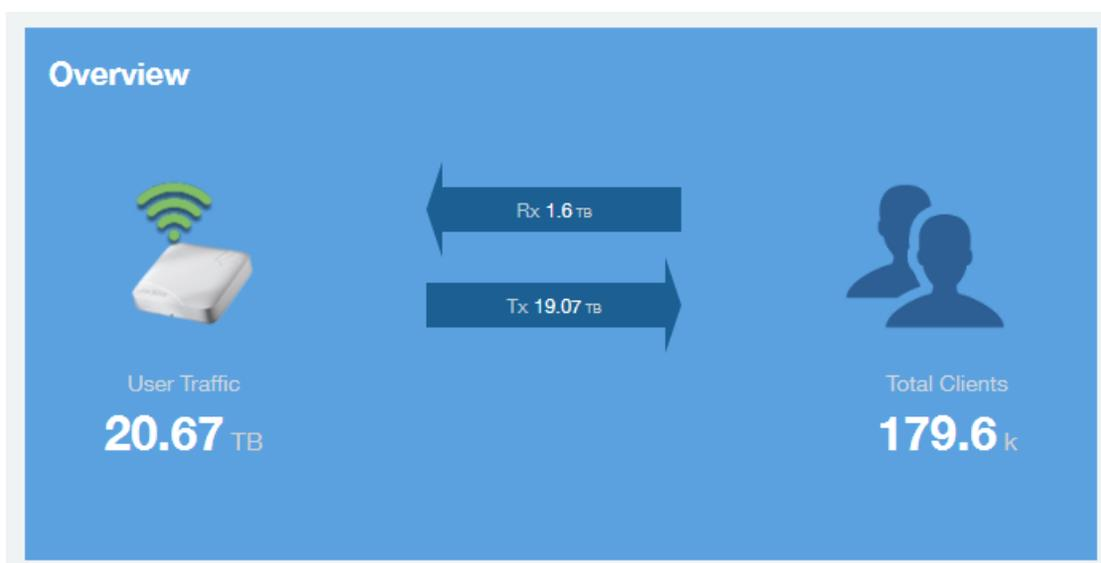 Overview
Rx 1.6 TB
Tx 19.07 TB
User Traffic
20.67 TB
Total Clients
179.6 k